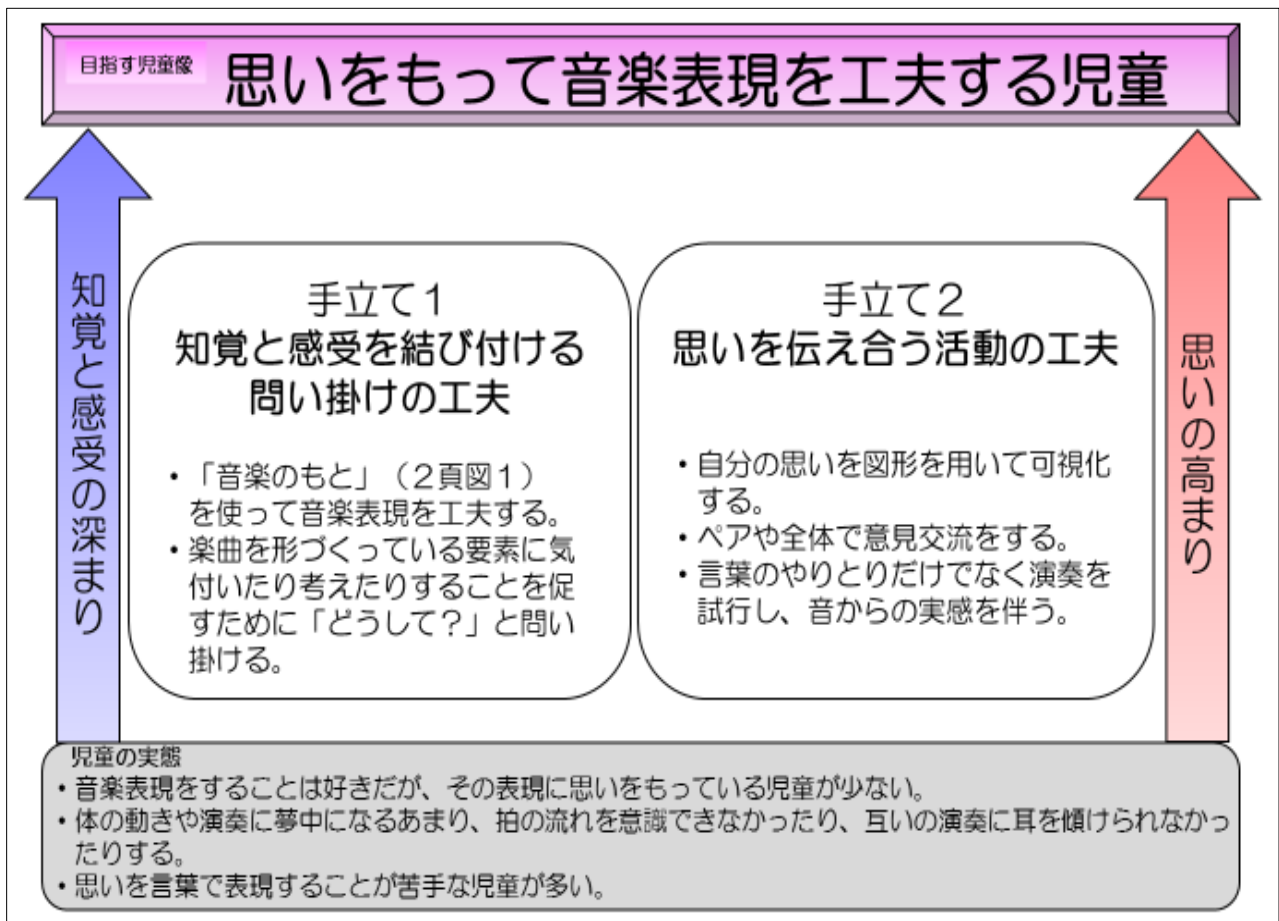 目指す児童像
思いをもって音楽表現を工夫する児童
知覚と感受の深まり
手立て１
知覚と感受を結び付ける
問い掛けの工夫
・「音楽のもと」（２頁図１）
を使って音楽表現を工夫する。
・楽曲を形づくっている要素に気
付いたり考えたりすることを促
すために「どうして？」と問い
掛ける。
手立て２
思いを伝え合う活動の工夫
・自分の思いを図形を用いて可視化
する。
・ペアや全体で意見交流をする。
・言葉のやりとりだけでなく演奏を
試行し、音からの実感を伴う。
思いの高まり
児童の実態
・音楽表現をすることは好きだが、その表現に思いをもっている児童が少ない。
・体の動きや演奏に夢中になるあまり、拍の流れを意識できなかったり、互いの演奏に耳を傾けられなかっ
たりする。
・思いを言葉で表現することが苦手な児童が多い。